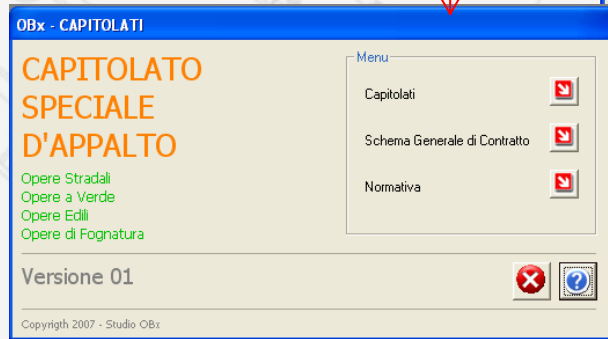 OBx - CAPITOLATI
CAPITOLATO
SPECIALE
D'APPALTO
Opere Stradali
Opere a Verde
Opere Edili
Opere di Fognatura
Menu
Capitolati
Schema Generale di Contratto
Normativa
Versione 01
Copyrigth 2007 - Studio OBx